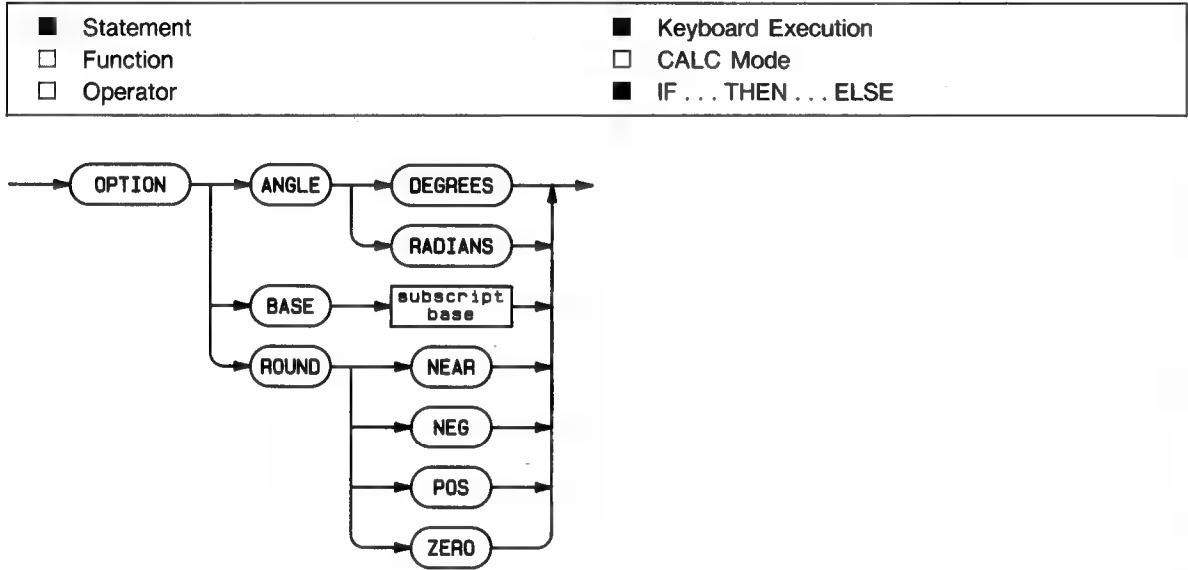 ■ Statement
□ Function
□ Operator
■ Keyboard Execution
□ CALC Mode
■ IF . . . THEN . . . ELSE
OPTION
ANGLE
DEGREES
RADIANS
BASE
subscript
base
ROUND
NEAR
NEG
POS
ZERO